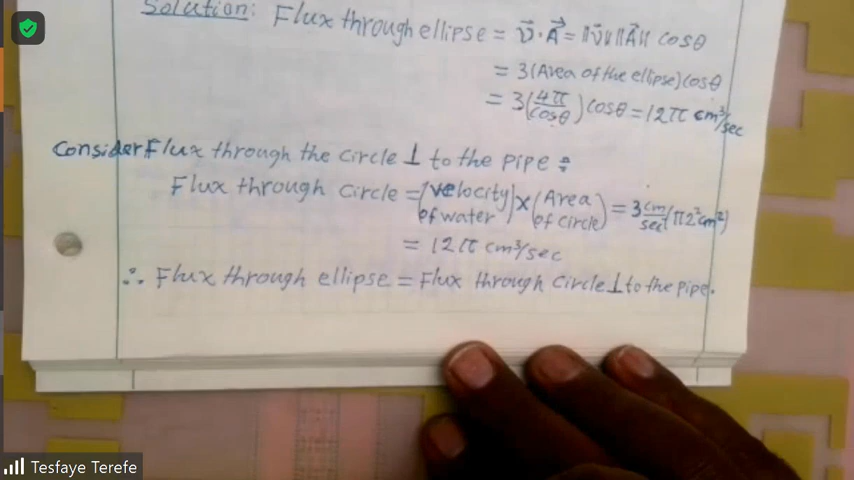 Solution: Flux through ellipse = v⃗ · A⃗ = ||v⃗|| ||A⃗|| cosθ
= 3(Area of the ellipse)cosθ
= 3(4π/cosθ) cosθ = 12π cm³/sec
Consider Flux through the circle ⊥ to the pipe :
Flux through circle = (velocity of water) × (Area of circle) = 3 cm/sec (π2²cm²)
= 12π cm³/sec
∴ Flux through ellipse = Flux through circle ⊥ to the pipe.
Tesfaye Terefe